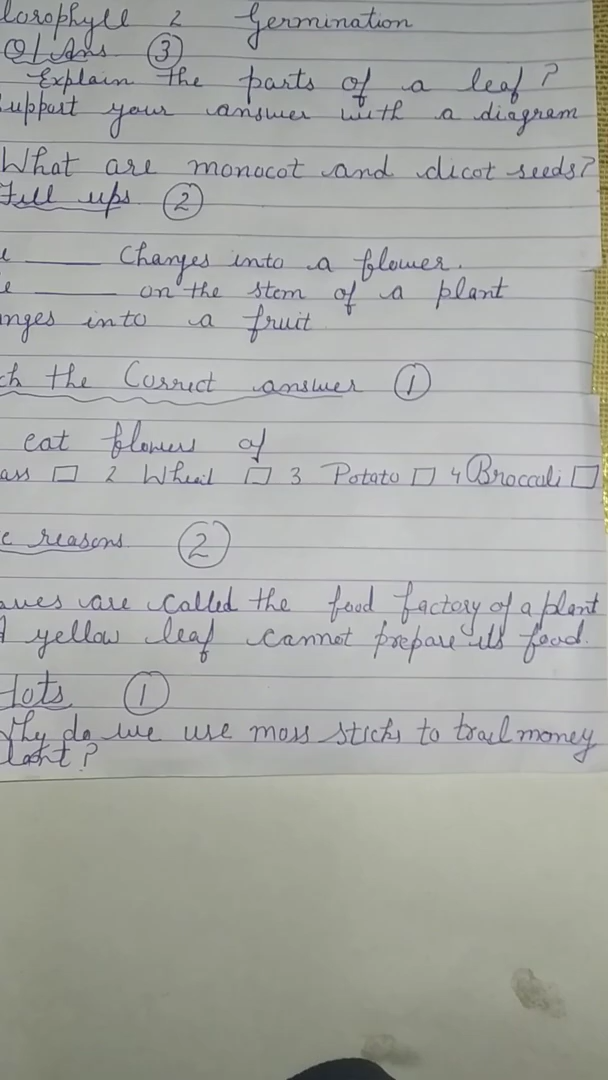 lorophyll 2 Germination
Q/Ans 3
Explain the parts of a leaf?
upport your answer with a diagram
What are monocot and dicot seeds?
Fill ups 2
e ____ Changes into a flower.
e ____ on the stem of a plant
nges into a fruit
ch the Correct answer 1
eat flowers of
ass □ 2 Wheat □ 3 Potato □ 4 Broccoli □
e reasons 2
aves are called the food factory of a plant
yellow leaf cannot prepare its food.
Hots 1
Why do we use moss sticks to trail money